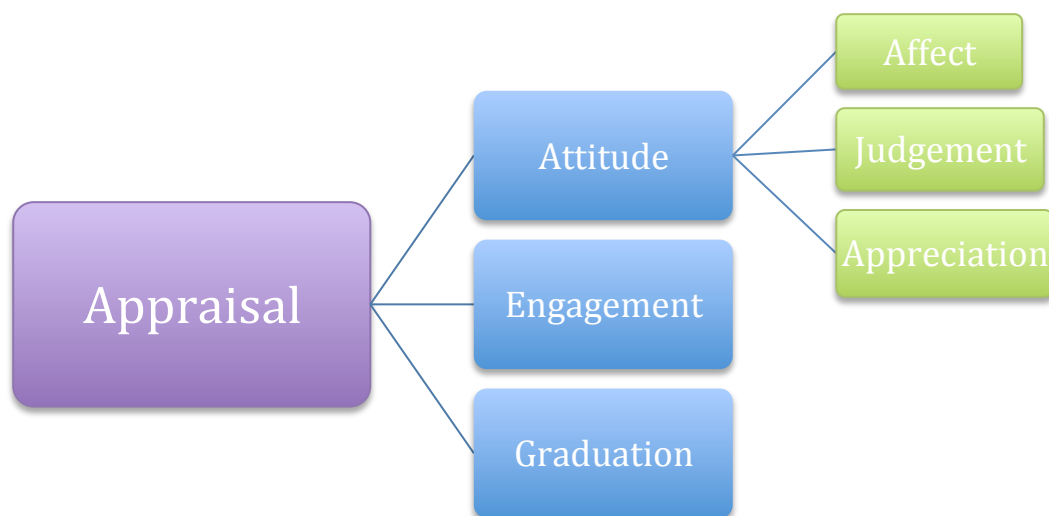 Appraisal
Attitude
Engagement
Graduation
Affect
Judgement
Appreciation